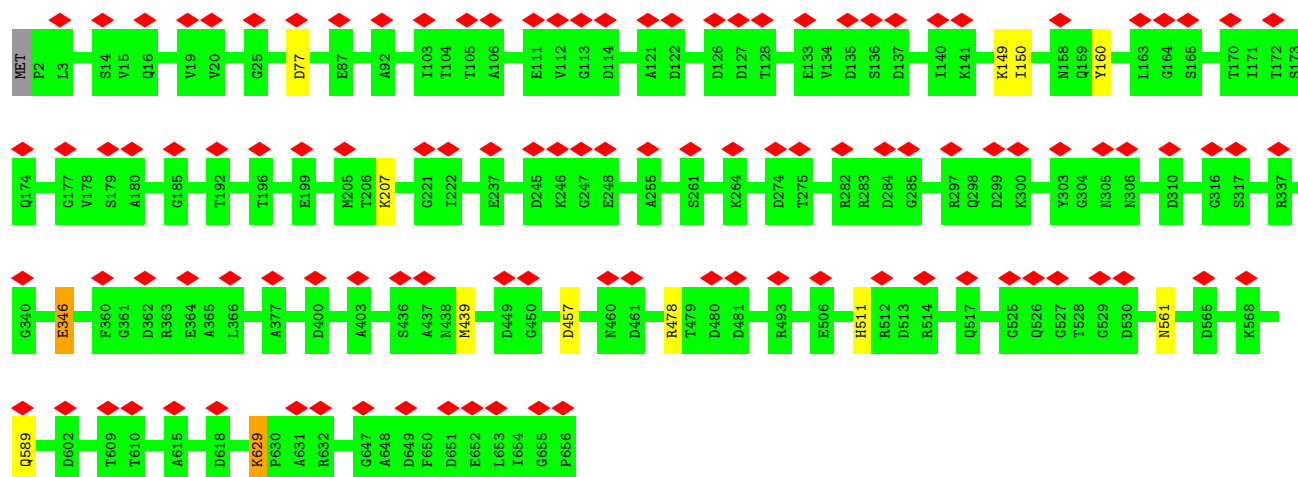 MET P2 L3 S14 V15 Q16 V19 V20 G25 D77 E87 A92 I103 T104 T105 A106 E111 V112 G113 D114 A121 D122 D126 D127 T128 E133 V134 D135 S136 D137 I140 K141 K149 I150 N158 Q159 Y160 L163 G164 S165 T170 I171 T172 S173
Q174 G177 V178 S179 A180 G185 T192 T196 E199 M205 T206 K207 G221 I222 E237 D245 K246 G247 E248 A255 S261 K264 D274 T275 R282 R283 D284 G285 R297 Q298 D299 K300 Y303 G304 N305 N306 D310 G316 S317 R337
G340 E346 F360 G361 D362 R363 E364 A365 L366 A377 D400 A403 S436 A437 N438 M439 D449 G450 D457 N460 D461 R478 T479 D480 D481 R493 E506 H511 R512 D513 R514 Q517 G525 Q526 G527 T528 G529 D530 N561 D565 K568
Q589 D602 T609 T610 A615 D618 K629 P630 A631 R632 G647 A648 D649 F650 D651 E652 L653 I654 G655 P656